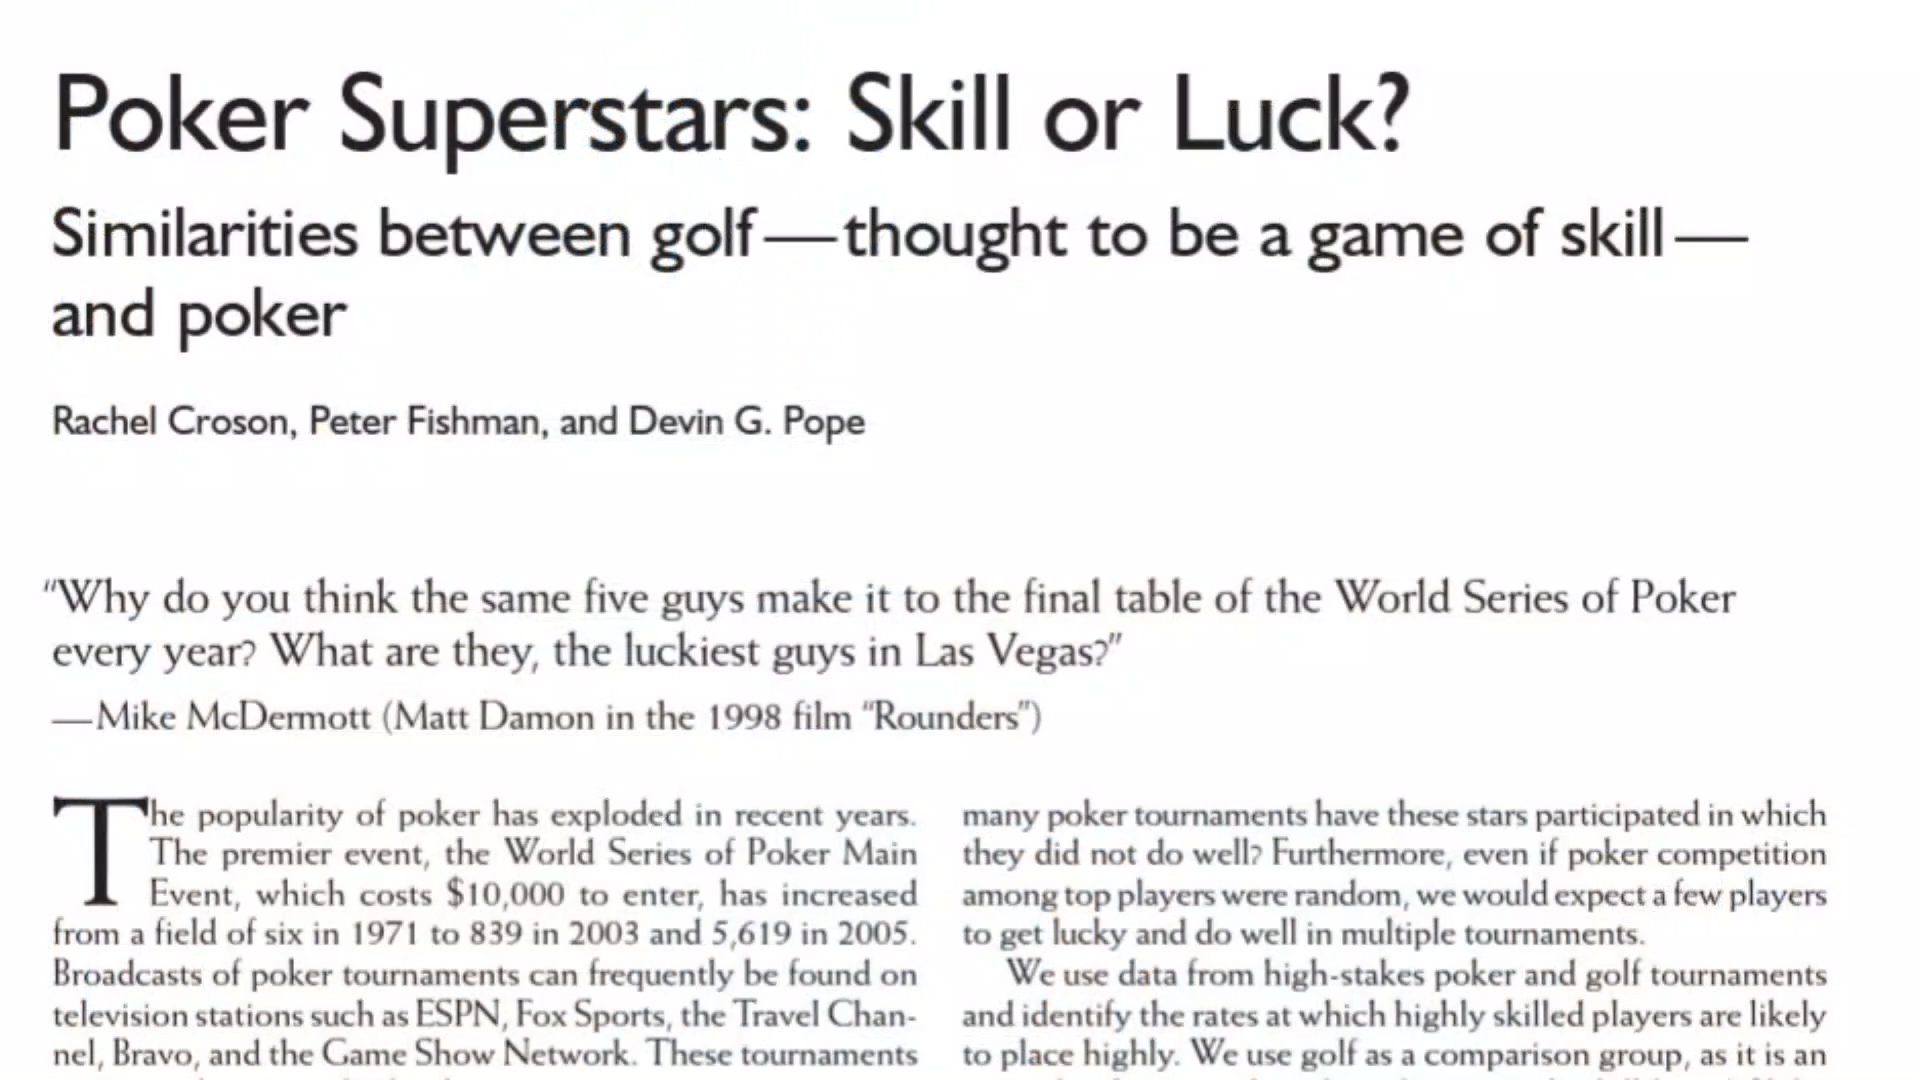 Poker Superstars: Skill or Luck?
Similarities between golf—thought to be a game of skill—
and poker
Rachel Croson, Peter Fishman, and Devin G. Pope
“Why do you think the same five guys make it to the final table of the World Series of Poker
every year? What are they, the luckiest guys in Las Vegas?”
—Mike McDermott (Matt Damon in the 1998 film “Rounders”)
The popularity of poker has exploded in recent years.
The premier event, the World Series of Poker Main
Event, which costs $10,000 to enter, has increased
from a field of six in 1971 to 839 in 2003 and 5,619 in 2005.
Broadcasts of poker tournaments can frequently be found on
television stations such as ESPN, Fox Sports, the Travel Chan-
nel, Bravo, and the Game Show Network. These tournaments
many poker tournaments have these stars participated in which
they did not do well? Furthermore, even if poker competition
among top players were random, we would expect a few players
to get lucky and do well in multiple tournaments.
We use data from high-stakes poker and golf tournaments
and identify the rates at which highly skilled players are likely
to place highly. We use golf as a comparison group, as it is an